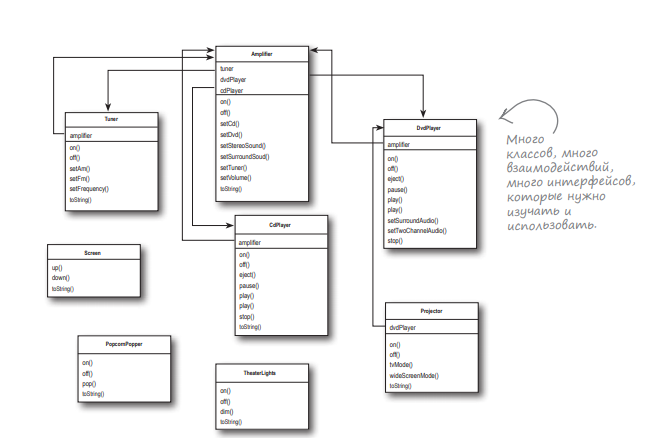 Amplifier
tuner
dvdPlayer
cdPlayer
on()
off()
setCd()
setDvd()
setStereoSound()
setSurroundSoud()
setTuner()
setVolume()
toString()
Tuner
amplifier
on()
off()
setAm()
setFm()
setFrequency()
toString()
DvdPlayer
amplifier
on()
off()
eject()
pause()
play()
play()
setSurroundAudio()
setTwoChannelAudio()
stop()
Много
классов, много
взаимодействий,
много интерфейсов,
которые нужно
изучать и
использовать.
CdPlayer
amplifier
on()
off()
eject()
pause()
play()
play()
stop()
toString()
Screen
up()
down()
toString()
Projector
dvdPlayer
on()
off()
tvMode()
wideScreenMode()
toString()
PopcornPopper
on()
off()
pop()
toString()
TheaterLights
on()
off()
dim()
toString()